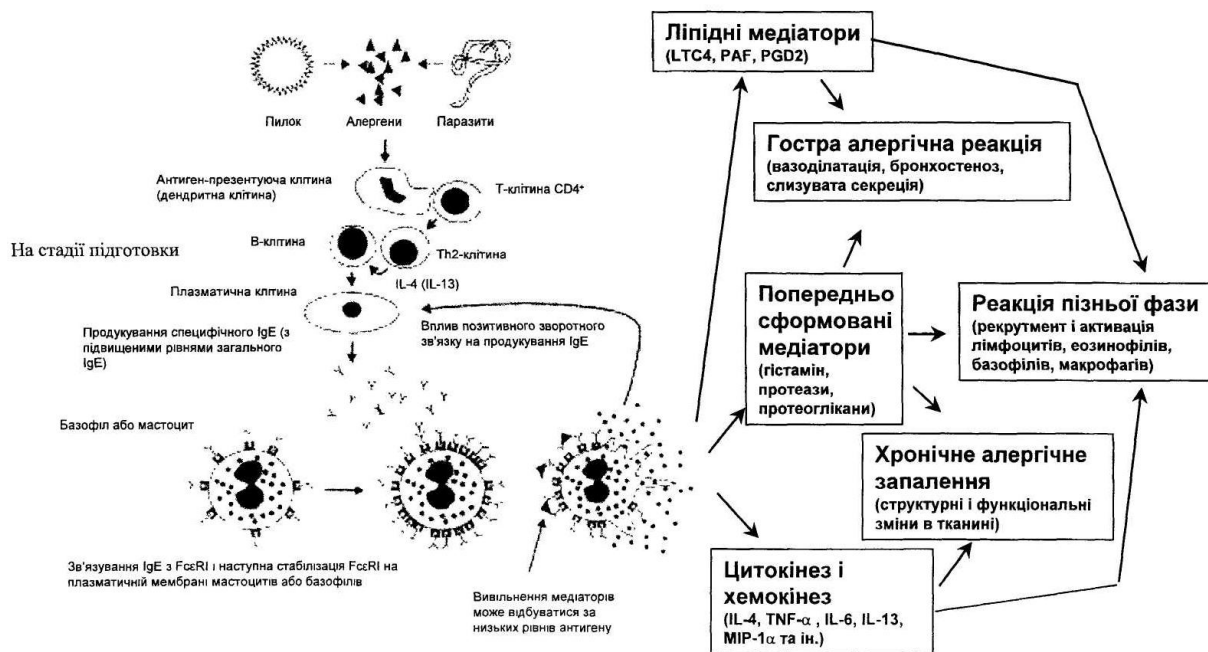 Пилок
Алергени
Паразити
Антиген-презентуюча клітина
(дендритна клітина)
Т-клітина CD4⁺
На стадії підготовки
В-клітина
Th2-клітина
IL-4 (IL-13)
Плазматична клітина
Продукування специфічного IgE (з
підвищеними рівнями загального
IgE)
Вплив позитивного зворотного
зв'язку на продукування IgE
Базофіл або мастоцит
Зв'язування IgE з FcεRI і наступна стабілізація FcεRI на
плазматичній мембрані мастоцитів або базофілів
Вивільнення медіаторів
може відбуватися за
низьких рівнів антигену
Ліпідні медіатори
(LTC4, PAF, PGD2)
Гостра алергічна реакція
(вазоділатація, бронхостеноз,
слизувата секреція)
Попередньо
сформовані
медіатори
(гістамін,
протеази,
протеоглікани)
Реакція пізньої фази
(рекрутмент і активація
лімфоцитів, еозинофілів,
базофілів, макрофагів)
Хронічне алергічне
запалення
(структурні і функціональні
зміни в тканині)
Цитокінез і
хемокінез
(IL-4, TNF-α , IL-6, IL-13,
MIP-1α та ін.)